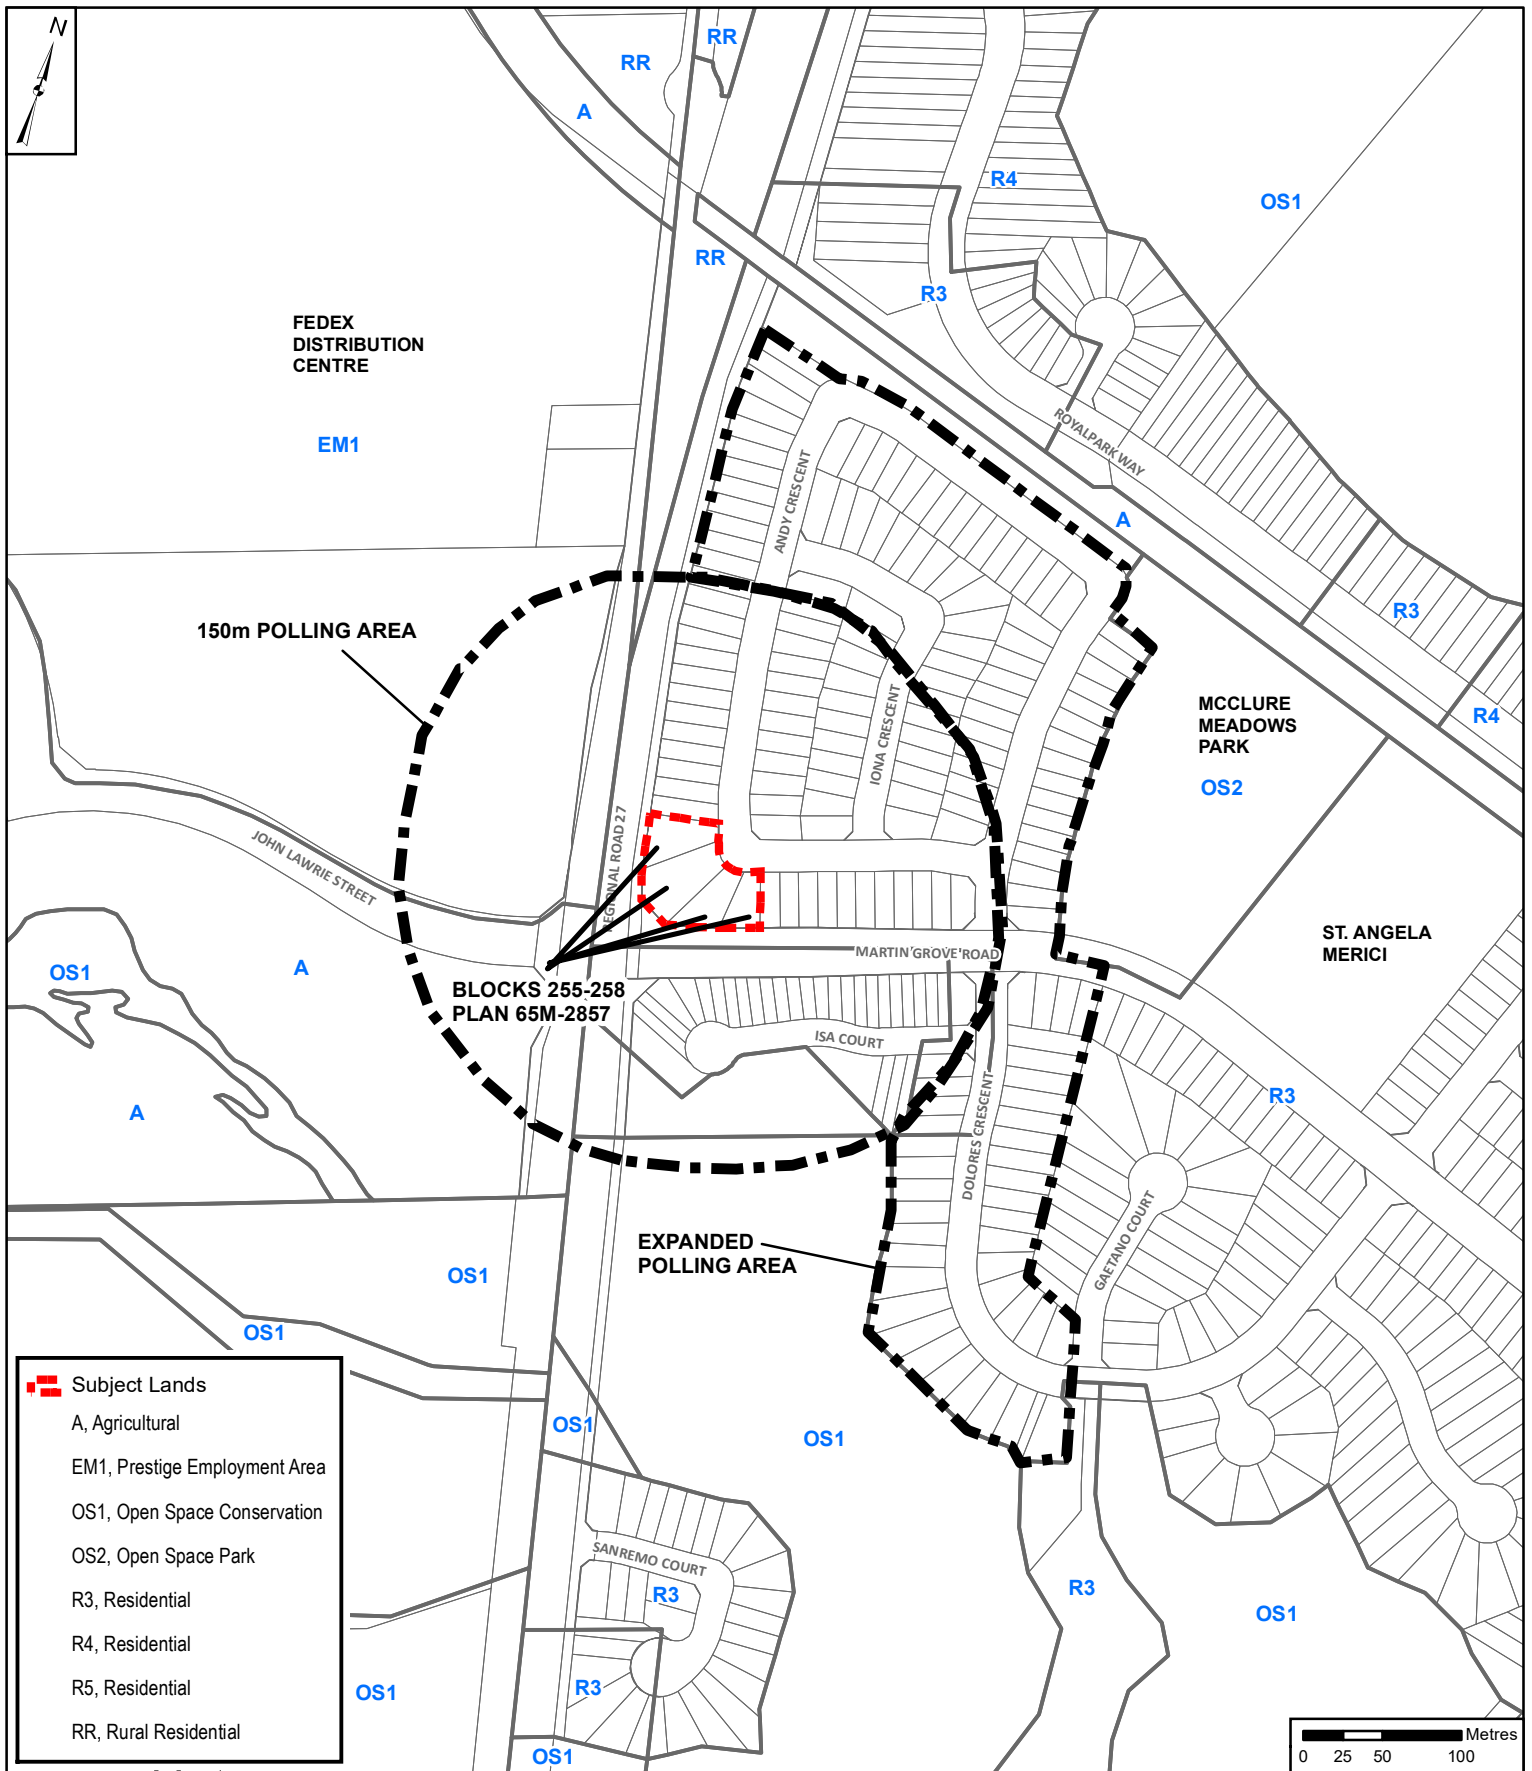 N
RR
RR
A
R4
OS1
RR
R3
FEDEX
DISTRIBUTION
CENTRE
EM1
ROYALPARK WAY
ANDY CRESCENT
A
150m POLLING AREA
R3
IONA CRESCENT
MCCLURE
MEADOWS
PARK
OS2
R4
REGIONAL ROAD 27
JOHN LAWRIE STREET
MARTIN GROVE ROAD
ST. ANGELA
MERICI
OS1
A
BLOCKS 255-258
PLAN 65M-2857
ISA COURT
A
DOLORES CRESCENT
R3
GAETANO COURT
EXPANDED
POLLING AREA
OS1
OS1
OS1
OS1
SANREMO COURT
R3
R3
OS1
R3
OS1
OS1
Subject Lands
A, Agricultural
EM1, Prestige Employment Area
OS1, Open Space Conservation
OS2, Open Space Park
R3, Residential
R4, Residential
R5, Residential
RR, Rural Residential
Metres
0 25 50 100